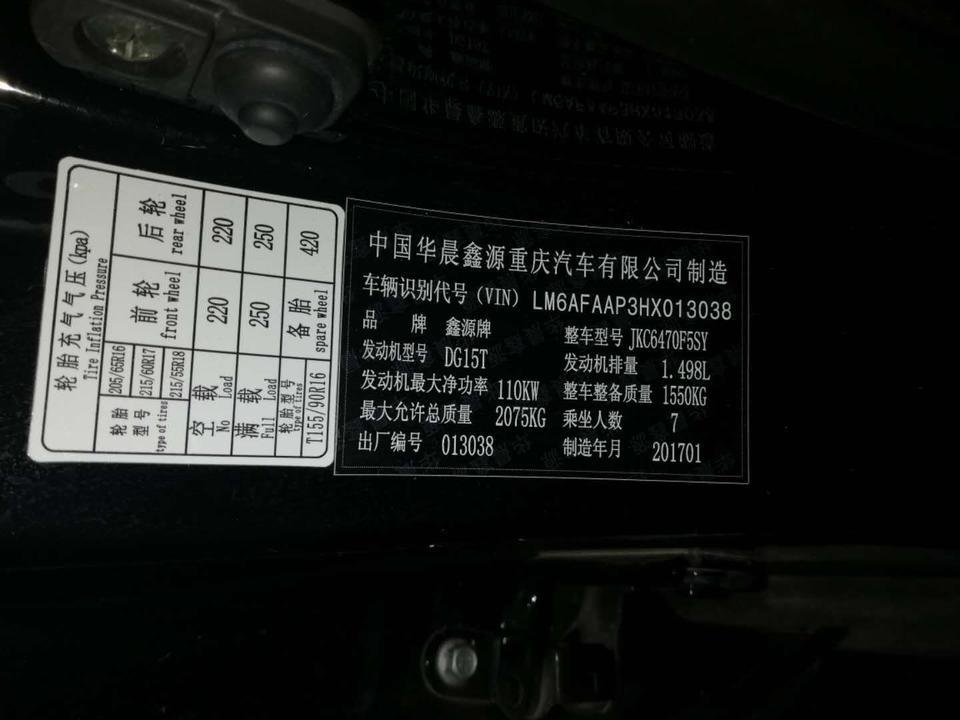 轮胎充气气压(kpa)
Tire Inflation Pressure
轮胎型号 type of tires 205/65R16 215/60R17 215/55R18 前轮 front wheel 后轮 rear wheel
空载 No Load 220 220
满载 Full Load 250 250
轮胎型号 type of tires T155/90R16 备胎 spare wheel 420
中国华晨鑫源重庆汽车有限公司制造
车辆识别代号(VIN) LM6AFAAP3HX013038
品牌 鑫源牌 整车型号 JKC6470F5SY
发动机型号 DG15T 发动机排量 1.498L
发动机最大净功率 110KW 整车整备质量 1550KG
最大允许总质量 2075KG 乘坐人数 7
出厂编号 013038 制造年月 201701